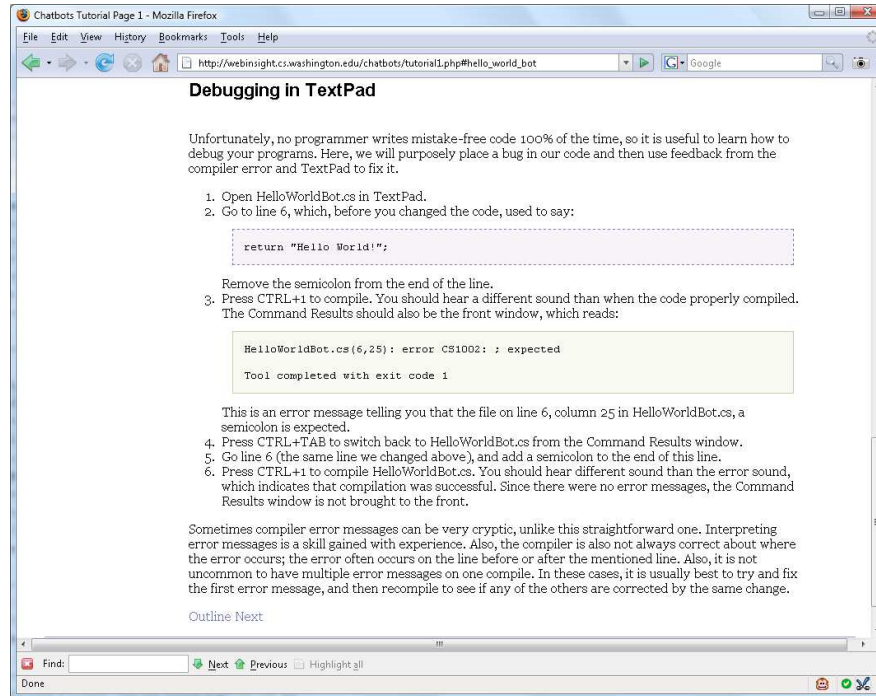 Chatbots Tutorial Page 1 - Mozilla Firefox
File Edit View History Bookmarks Tools Help
http://webinsight.cs.washington.edu/chatbots/tutorial1.php#hello_world_bot
Google
Debugging in TextPad
Unfortunately, no programmer writes mistake-free code 100% of the time, so it is useful to learn how to
debug your programs. Here, we will purposely place a bug in our code and then use feedback from the
compiler error and TextPad to fix it.
1. Open HelloWorldBot.cs in TextPad.
2. Go to line 6, which, before you changed the code, used to say:
return "Hello World!";
Remove the semicolon from the end of the line.
3. Press CTRL+1 to compile. You should hear a different sound than when the code properly compiled.
The Command Results should also be the front window, which reads:
HelloWorldBot.cs(6,25): error CS1002: ; expected
Tool completed with exit code 1
This is an error message telling you that the file on line 6, column 25 in HelloWorldBot.cs, a
semicolon is expected.
4. Press CTRL+TAB to switch back to HelloWorldBot.cs from the Command Results window.
5. Go line 6 (the same line we changed above), and add a semicolon to the end of this line.
6. Press CTRL+1 to compile HelloWorldBot.cs. You should hear different sound than the error sound,
which indicates that compilation was successful. Since there were no error messages, the Command
Results window is not brought to the front.
Sometimes compiler error messages can be very cryptic, unlike this straightforward one. Interpreting
error messages is a skill gained with experience. Also, the compiler is also not always correct about where
the error occurs; the error often occurs on the line before or after the mentioned line. Also, it is not
uncommon to have multiple error messages on one compile. In these cases, it is usually best to try and fix
the first error message, and then recompile to see if any of the others are corrected by the same change.
Outline Next
Find: Next Previous Highlight all
Done